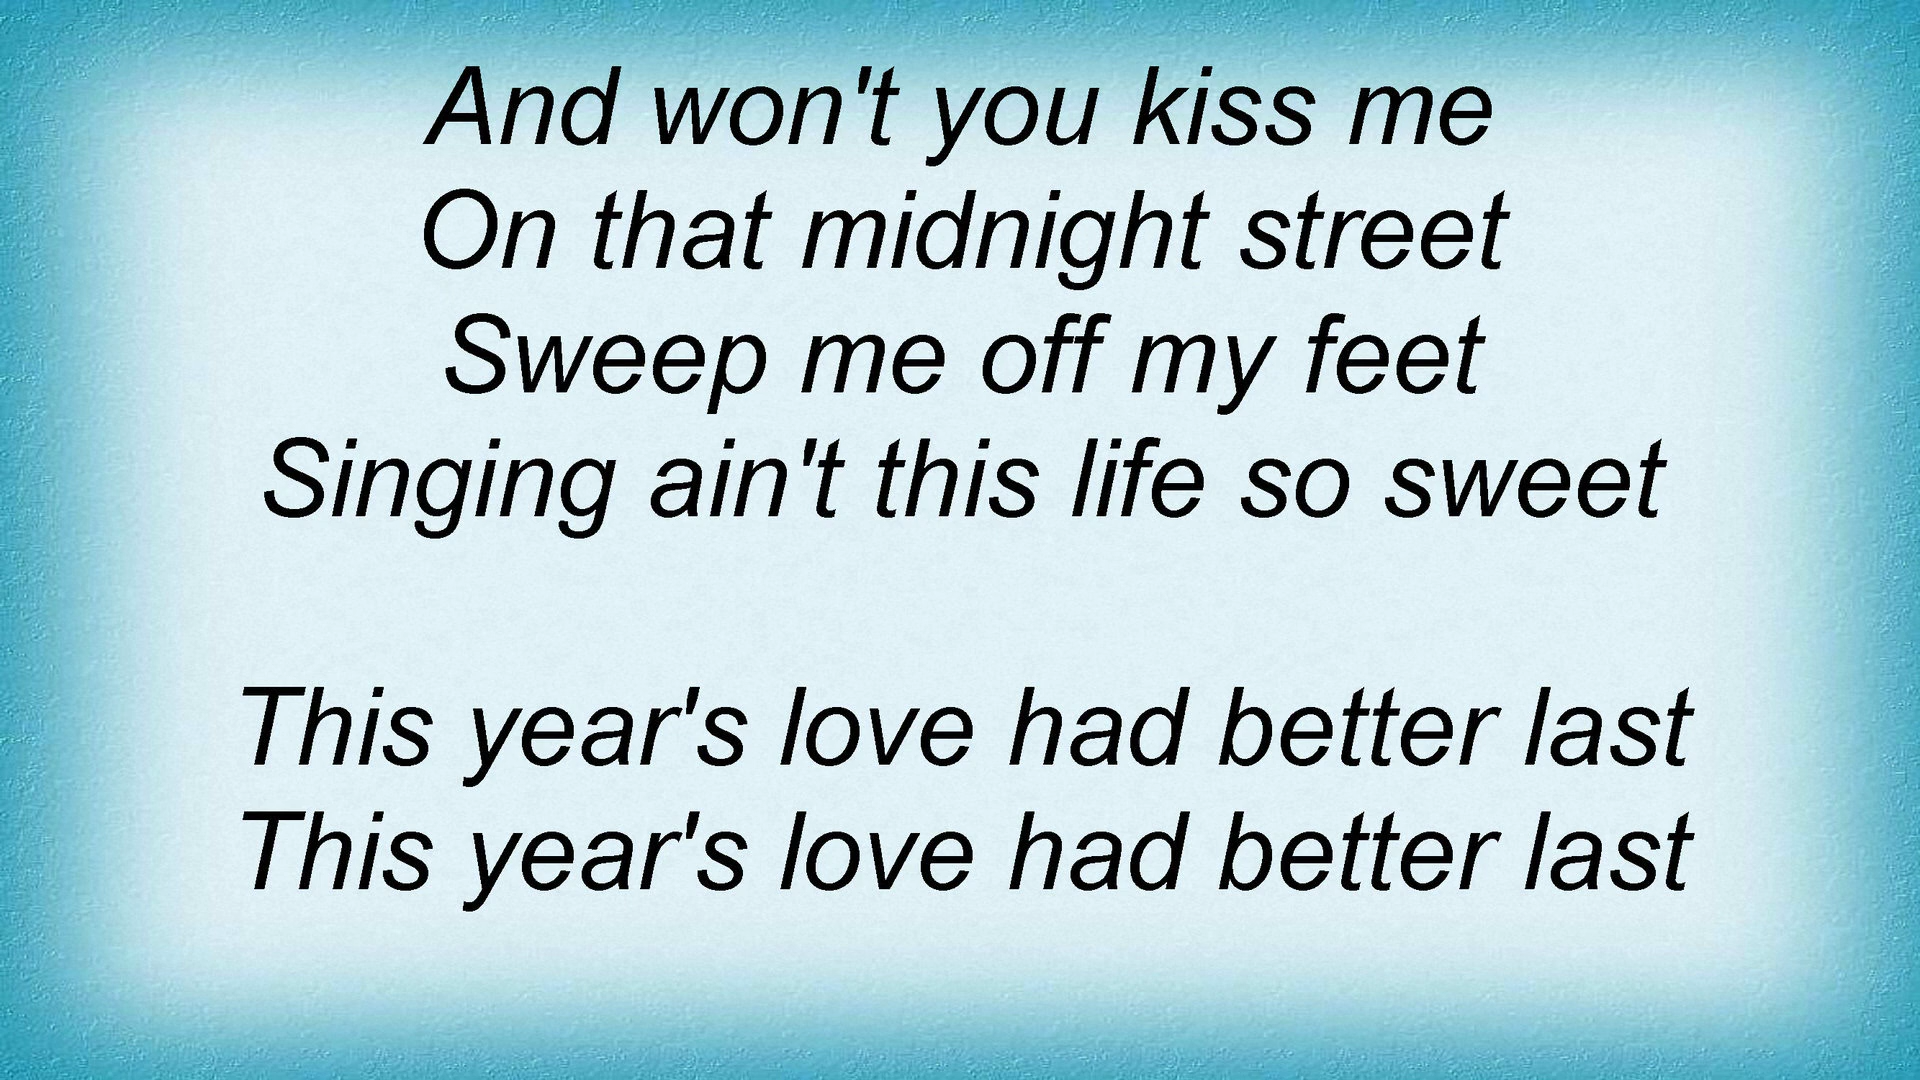 And won't you kiss me
On that midnight street
Sweep me off my feet
Singing ain't this life so sweet
This year's love had better last
This year's love had better last